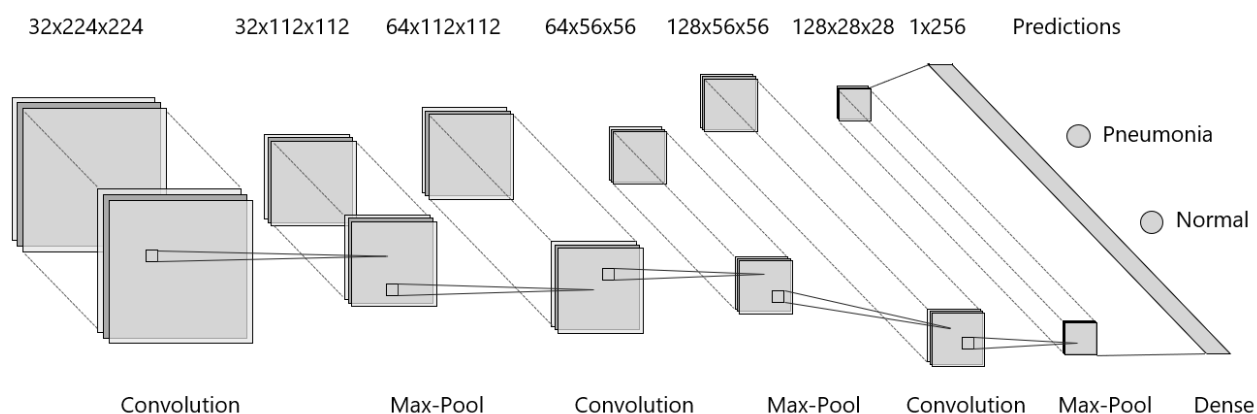 32x224x224 32x112x112 64x112x112 64x56x56 128x56x56 128x28x28 1x256 Predictions
Pneumonia
Normal
Convolution Max-Pool Convolution Max-Pool Convolution Max-Pool Dense